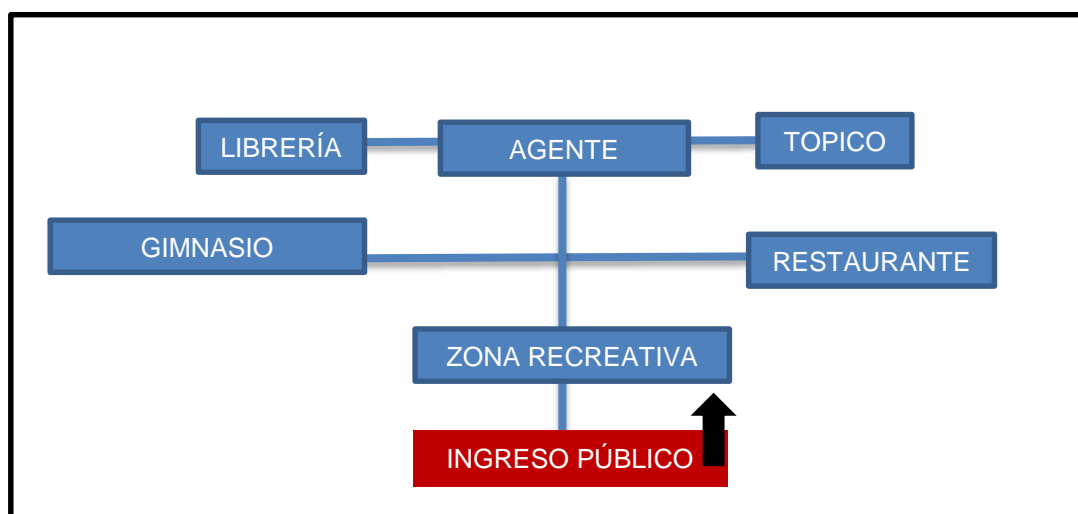 LIBRERÍA
AGENTE
TOPICO
GIMNASIO
RESTAURANTE
ZONA RECREATIVA
INGRESO PÚBLICO